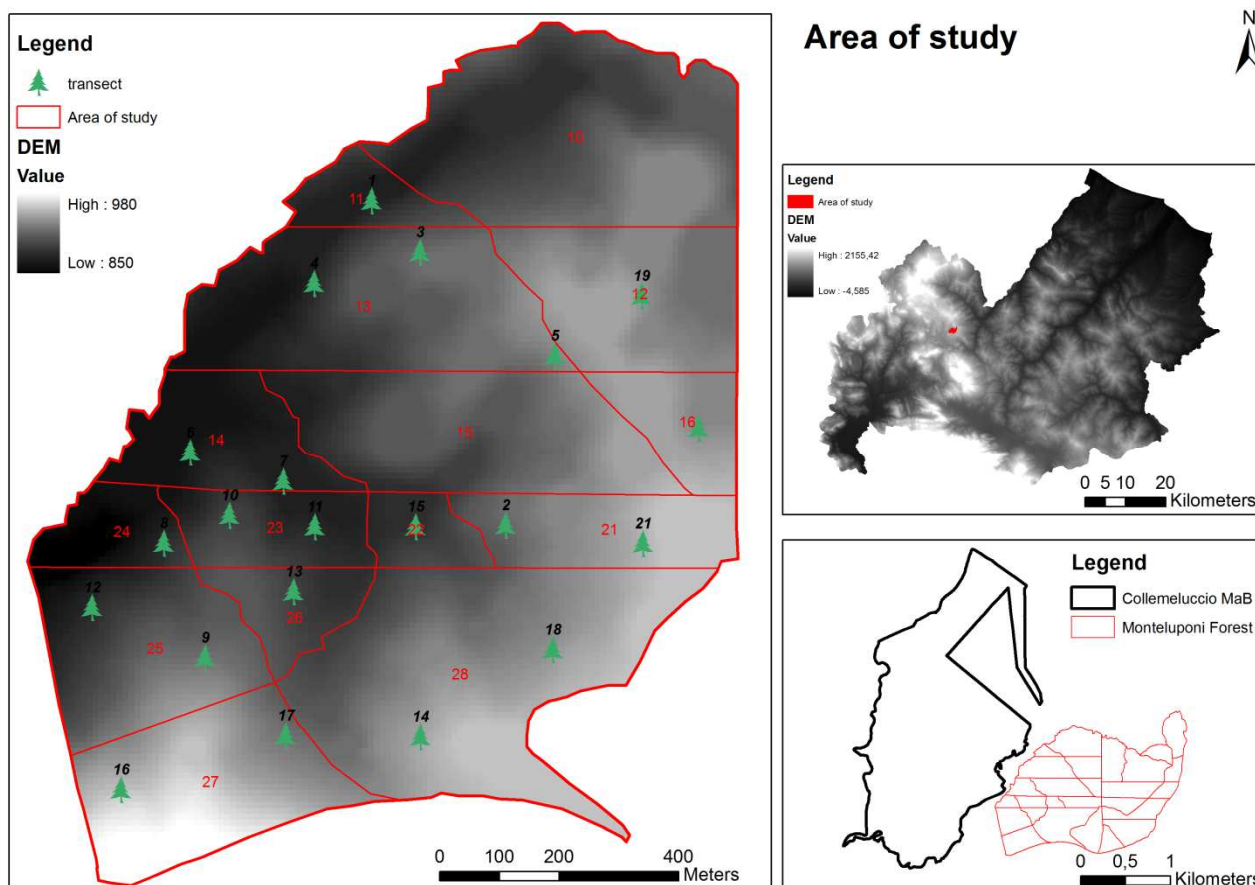 Legend
transect
Area of study
DEM
Value
High : 980
Low : 850
10
1
11
3
4
19
12
13
5
16
15
14
6
7
10
11
15
2
23
22
21
21
24
8
12
13
26
25
9
18
28
17
14
16
27
0 100 200 400
Meters
Area of study
N
Legend
Area of study
DEM
Value
High : 2155,42
Low : -4,585
0 5 10 20
Kilometers
Legend
Collemeluccio MaB
Monteluponi Forest
0 0,5 1
Kilometers